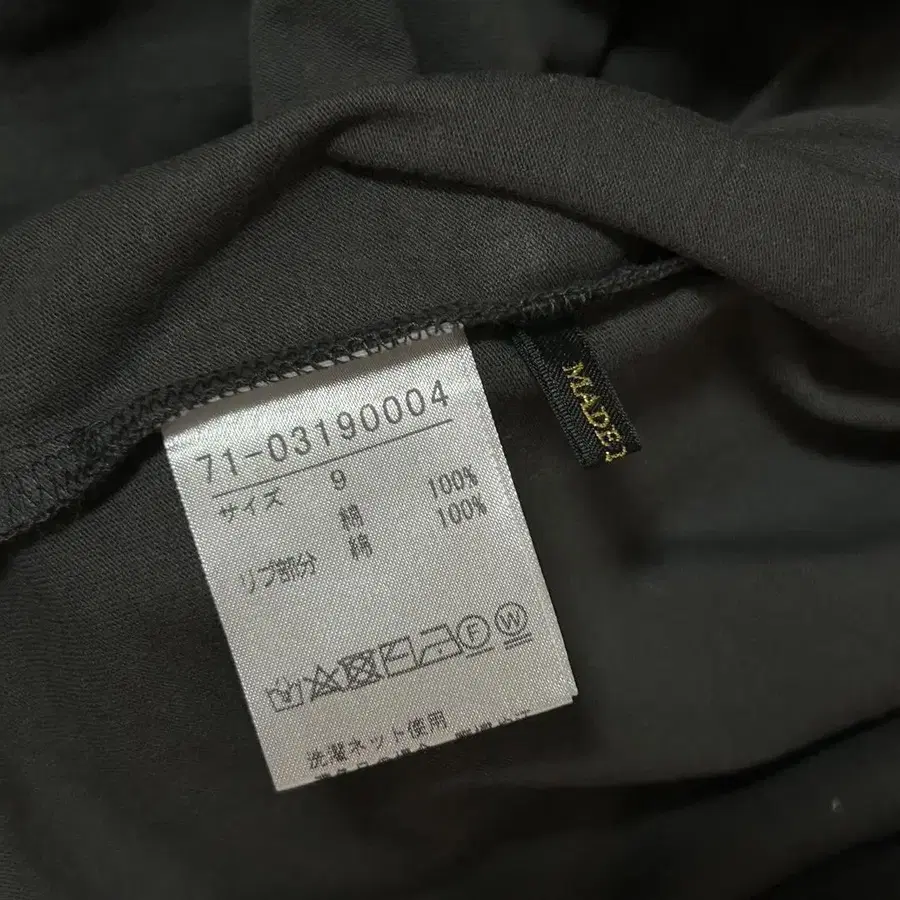 71-03190004
サイズ 9
綿 100%
リブ部分 綿 100%
F W
洗濯ネット使用
MADE